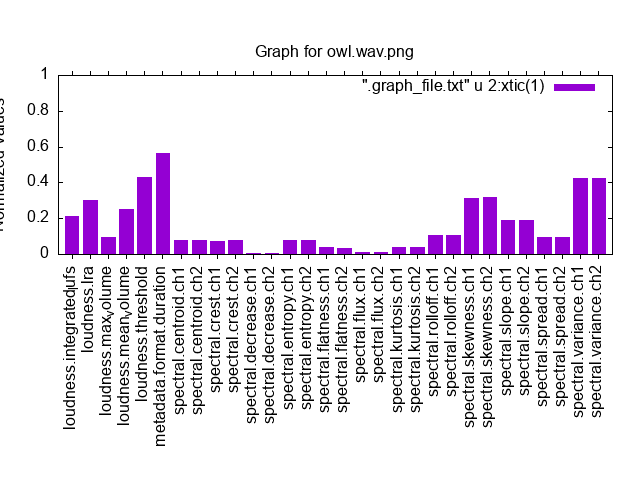 Graph for owl.wav.png
Normalized Values
".graph_file.txt" u 2:xtic(1)
1
0.8
0.6
0.4
0.2
0
loudness.integratedlufs
loudness.lra
loudness.maxvolume
loudness.meanvolume
loudness.threshold
metadata.format.duration
spectral.centroid.ch1
spectral.centroid.ch2
spectral.crest.ch1
spectral.crest.ch2
spectral.decrease.ch1
spectral.decrease.ch2
spectral.entropy.ch1
spectral.entropy.ch2
spectral.flatness.ch1
spectral.flatness.ch2
spectral.flux.ch1
spectral.flux.ch2
spectral.kurtosis.ch1
spectral.kurtosis.ch2
spectral.rolloff.ch1
spectral.rolloff.ch2
spectral.skewness.ch1
spectral.skewness.ch2
spectral.slope.ch1
spectral.slope.ch2
spectral.spread.ch1
spectral.spread.ch2
spectral.variance.ch1
spectral.variance.ch2